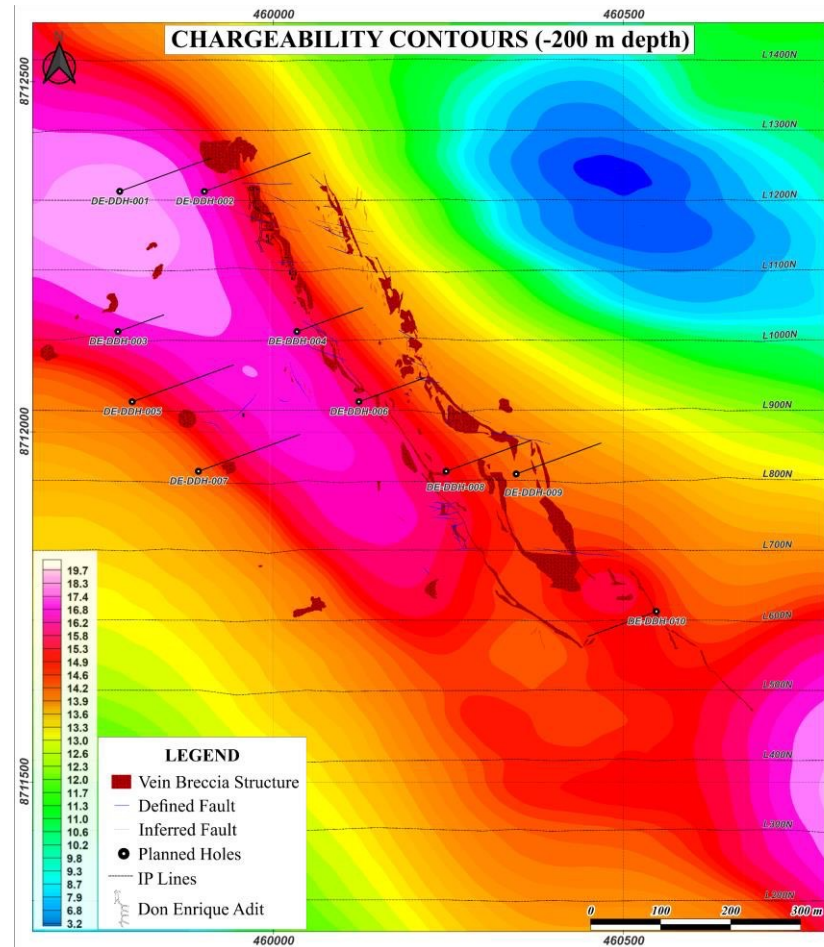 460000
460500
CHARGEABILITY CONTOURS (-200 m depth)
N
8712500
8712000
8711500
L1400N
L1300N
L1200N
L1100N
L1000N
L900N
L800N
L700N
L600N
L500N
L400N
L300N
L200N
DE-DDH-001
DE-DDH-002
DE-DDH-003
DE-DDH-004
DE-DDH-005
DE-DDH-006
DE-DDH-007
DE-DDH-008
DE-DDH-009
DE-DDH-010
19.7
17.4
16.8
16.2
15.8
15.3
14.9
14.6
14.2
13.9
13.6
13.3
13.0
12.6
12.3
12.0
11.7
11.3
11.0
10.6
10.2
9.8
9.3
8.7
7.9
6.8
3.2
LEGEND
Vein Breccia Structure
Defined Fault
Inferred Fault
Planned Holes
IP Lines
Don Enrique Adit
0 100 200 300 m
460000
460500